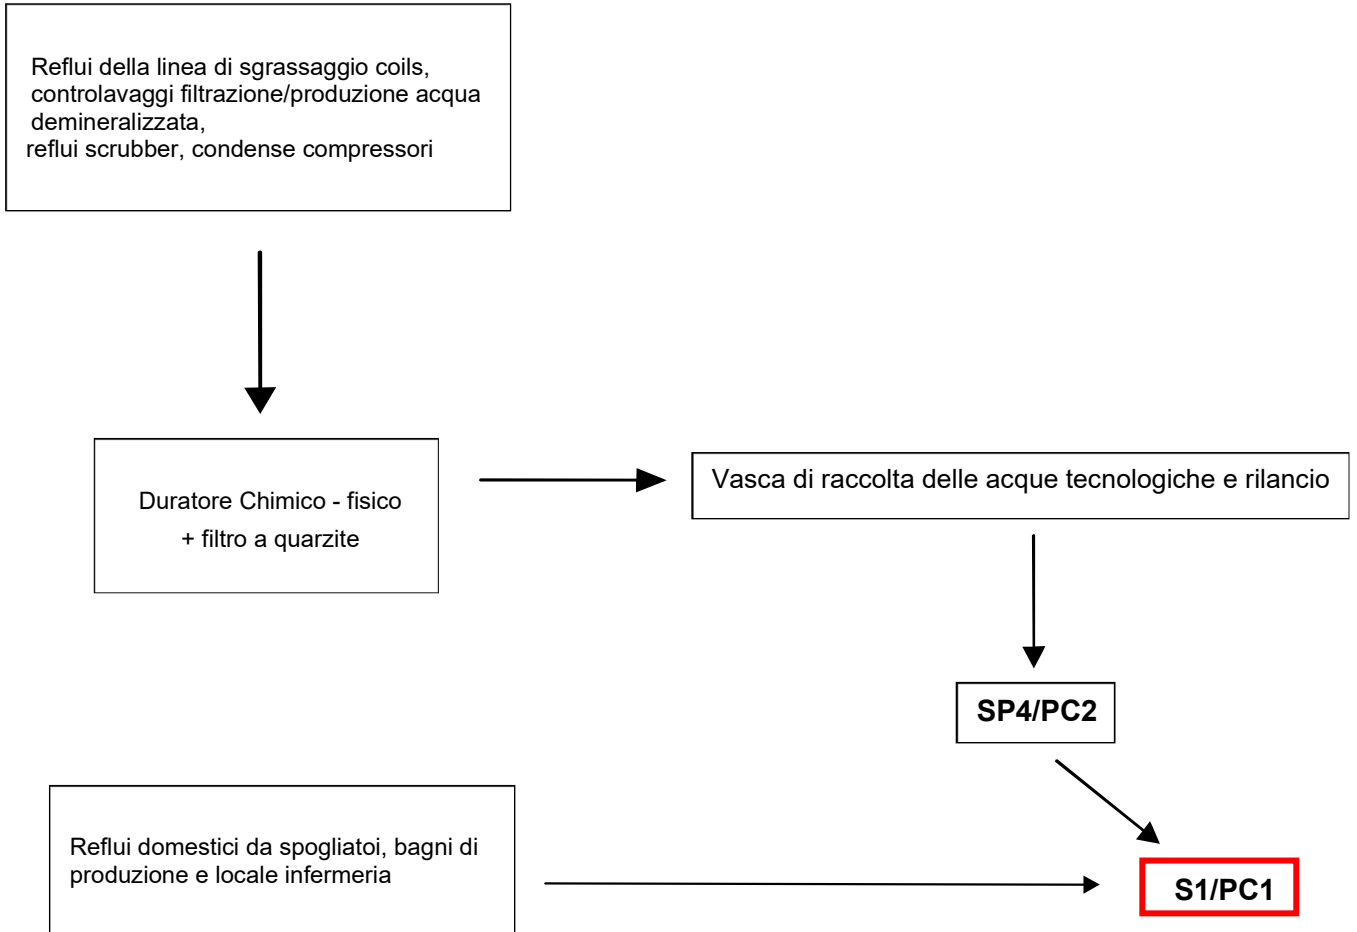 Reflui della linea di sgrassaggio coils,
controlavaggi filtrazione/produzione acqua
demineralizzata,
reflui scrubber, condense compressori
Duratore Chimico - fisico
+ filtro a quarzite
Vasca di raccolta delle acque tecnologiche e rilancio
SP4/PC2
Reflui domestici da spogliatoi, bagni di
produzione e locale infermeria
S1/PC1